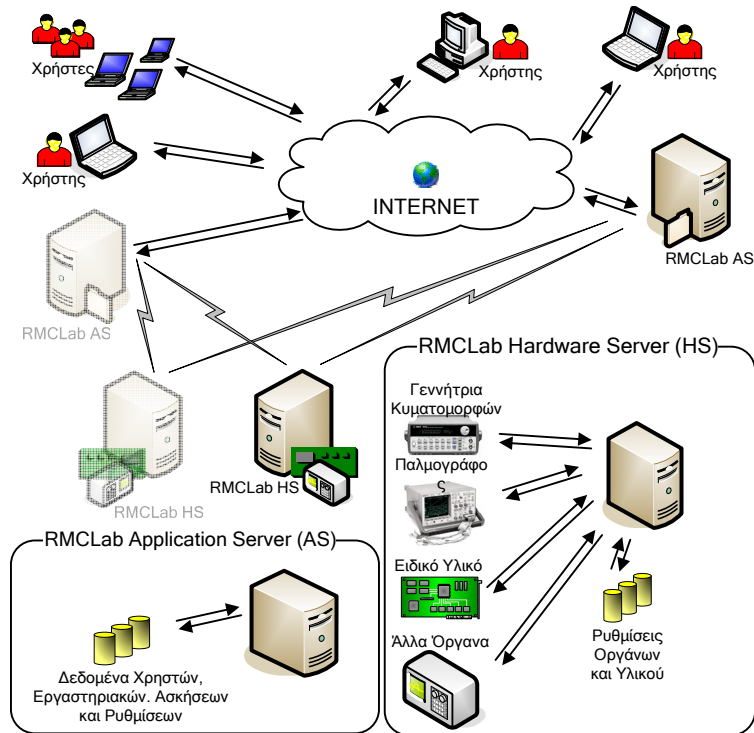 Χρήστες
Χρήστης
Χρήστης
Χρήστης
INTERNET
RMCLab AS
RMCLab AS
RMCLab HS
RMCLab HS
RMCLab Hardware Server (HS)
Γεννήτρια
Κυματομορφών
Παλμογράφο
ς
Ειδικό Υλικό
Άλλα Όργανα
Ρυθμίσεις
Οργάνων
και Υλικού
RMCLab Application Server (AS)
Δεδομένα Χρηστών,
Εργαστηριακών. Ασκήσεων
και Ρυθμίσεων